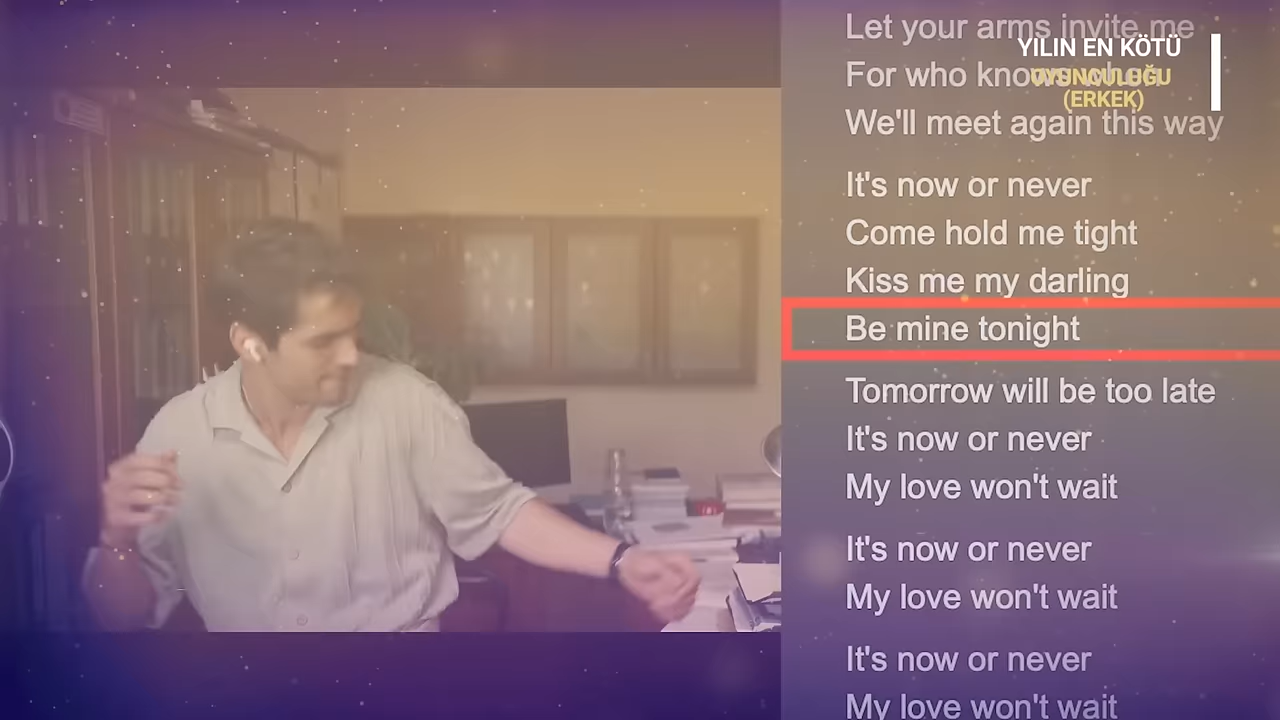 Let your arms invite me
For who knows when
We'll meet again this way
It's now or never
Come hold me tight
Kiss me my darling
Be mine tonight
Tomorrow will be too late
It's now or never
My love won't wait
It's now or never
My love won't wait
It's now or never
My love won't wait
YILIN EN KÖTÜ
OYUNCULUĞU
(ERKEK)